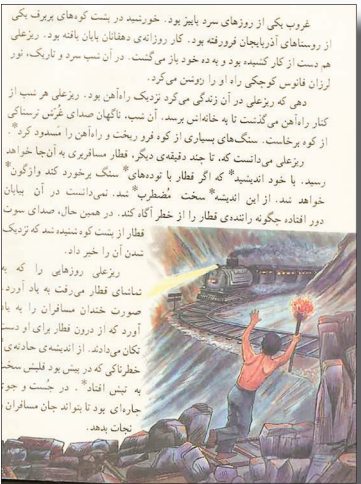 غروب یکی از روزهای سرد پاییز بود. خورشید در پشت کوه‌های پربرف یکی
از روستاهای آذربایجان فرورفته بود. کار روزانه‌ی دهقانان پایان یافته بود. ریزعلی
هم دست از کار کشیده بود و به ده خود باز می‌گشت. در آن شب سرد و تاریک، نور
لرزان فانوس کوچکی راه او را روشن می‌کرد.
دهی که ریزعلی در آن زندگی می‌کرد نزدیک راه‌آهن بود. ریزعلی هر شب از
کنار راه‌آهن می‌گذشت تا به خانه‌اش برسد. آن شب، ناگهان صدای غُرّش ترسناکی
از کوه برخاست. سنگ‌های بسیاری از کوه فرو ریخت و راه‌آهن را مسدود کرد*.
ریزعلی می‌دانست که، تا چند دقیقه‌ی دیگر، قطار مسافربری به آن‌جا خواهد
رسید. با خود اندیشید* که اگر قطار با توده‌های* سنگ برخورد کند واژگون*
خواهد شد. از این اندیشه* سخت مُضطرب* شد. نمی‌دانست در آن بیابان
دور افتاده چگونه راننده‌ی قطار را از خطر آگاه کند. در همین حال، صدای سوت
قطار از پشت کوه شنیده شد که نزدیک
شدن آن را خبر داد.
ریزعلی روزهایی را که به
تماشای قطار می‌رفت به یاد آورد.
صورت خندان مسافران را به یاد
آورد که از درون قطار برای او دست
تکان می‌دادند. از اندیشه‌ی حادثه‌ی
خطرناکی که در پیش بود قلبش سخت
به تپش افتاد*. در جُست و جوی
چاره‌ای بود تا بتواند جان مسافران را
نجات بدهد.